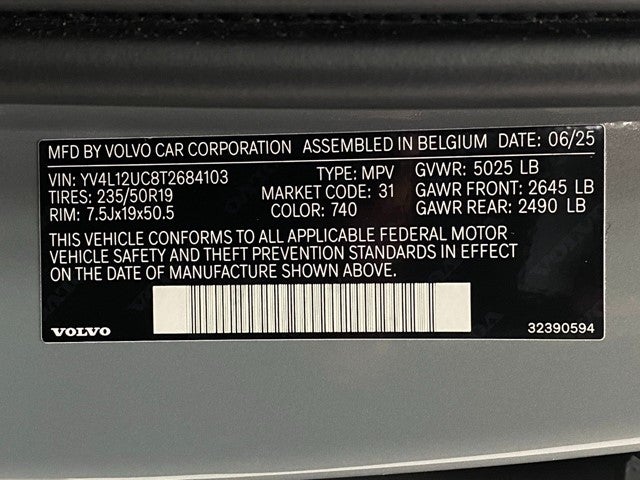 MFD BY VOLVO CAR CORPORATION ASSEMBLED IN BELGIUM DATE: 06/25
VIN: YV4L12UC8T2684103 TYPE: MPV GVWR: 5025 LB
TIRES: 235/50R19 MARKET CODE: 31 GAWR FRONT: 2645 LB
RIM: 7.5Jx19x50.5 COLOR: 740 GAWR REAR: 2490 LB
THIS VEHICLE CONFORMS TO ALL APPLICABLE FEDERAL MOTOR
VEHICLE SAFETY AND THEFT PREVENTION STANDARDS IN EFFECT
ON THE DATE OF MANUFACTURE SHOWN ABOVE.
VOLVO 32390594